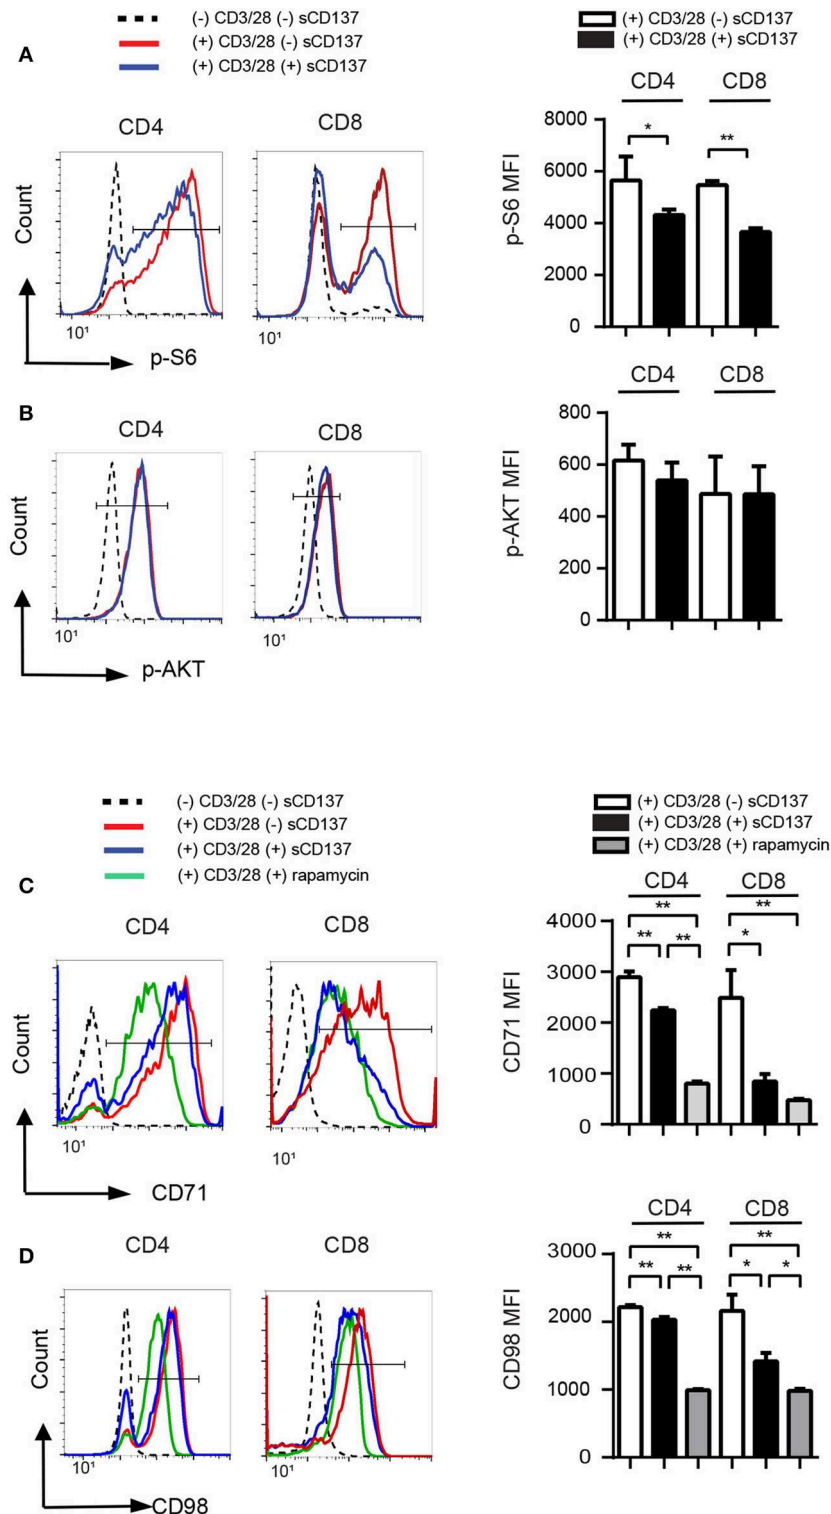 (-) CD3/28 (-) sCD137
(+) CD3/28 (-) sCD137
(+) CD3/28 (+) sCD137
(+) CD3/28 (-) sCD137
(+) CD3/28 (+) sCD137
A
CD4
CD8
Count
10¹
10¹
p-S6
CD4
CD8
p-S6 MFI
8000
6000
4000
2000
0
*
**
B
CD4
CD8
Count
10¹
10¹
p-AKT
CD4
CD8
p-AKT MFI
800
600
400
200
0
(-) CD3/28 (-) sCD137
(+) CD3/28 (-) sCD137
(+) CD3/28 (+) sCD137
(+) CD3/28 (+) rapamycin
(+) CD3/28 (-) sCD137
(+) CD3/28 (+) sCD137
(+) CD3/28 (+) rapamycin
C
CD4
CD8
Count
10¹
10¹
CD71
CD4
CD8
CD71 MFI
4000
3000
2000
1000
0
**
**
**
**
*
D
CD4
CD8
Count
10¹
10¹
CD98
CD4
CD8
CD98 MFI
3000
2000
1000
0
**
**
**
**
*
*